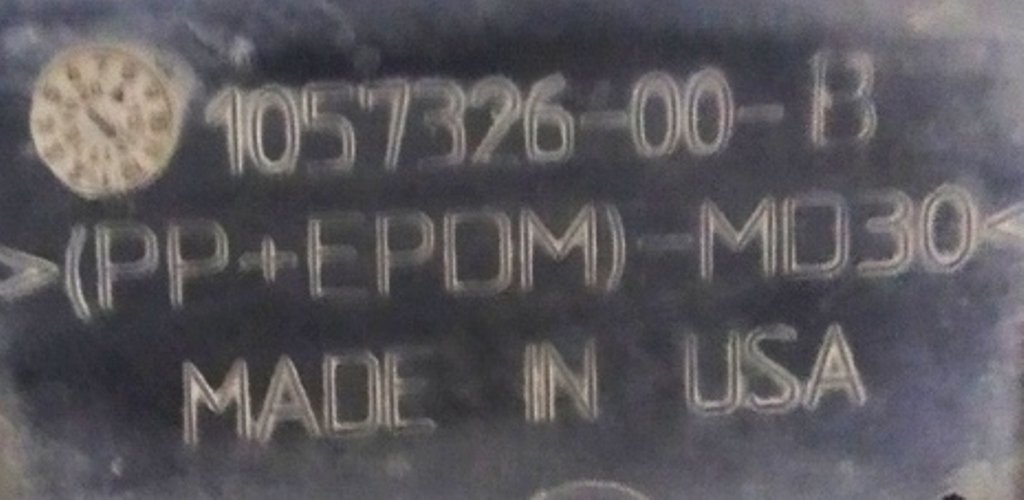 1057326-00-B
>(PP+EPDM)-MD30<
MADE IN USA